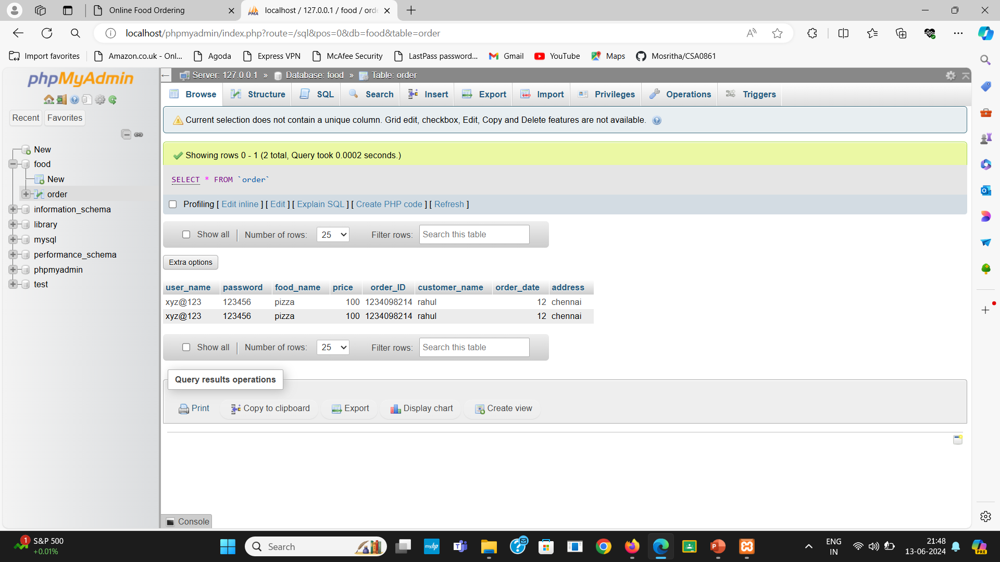 Online Food Ordering
localhost / 127.0.0.1 / food / orde
localhost/phpmyadmin/index.php?route=/sql&pos=0&db=food&table=order
Import favorites
Amazon.co.uk - Onl...
Agoda
Express VPN
McAfee Security
LastPass password...
Gmail
YouTube
Maps
Mosritha/CSA0861
phpMyAdmin
Recent
Favorites
New
food
New
order
information_schema
library
mysql
performance_schema
phpmyadmin
test
Server: 127.0.0.1 » Database: food » Table: order
Browse
Structure
SQL
Search
Insert
Export
Import
Privileges
Operations
Triggers
Current selection does not contain a unique column. Grid edit, checkbox, Edit, Copy and Delete features are not available.
Showing rows 0 - 1 (2 total, Query took 0.0002 seconds.)
SELECT * FROM `order`
Profiling [ Edit inline ] [ Edit ] [ Explain SQL ] [ Create PHP code ] [ Refresh ]
Show all Number of rows: 25 Filter rows: Search this table
Extra options
user_name password food_name price order_ID customer_name order_date address
xyz@123 123456 pizza 100 1234098214 rahul 12 chennai
xyz@123 123456 pizza 100 1234098214 rahul 12 chennai
Show all Number of rows: 25 Filter rows: Search this table
Query results operations
Print
Copy to clipboard
Export
Display chart
Create view
Console
1
S&P 500
+0.01%
Search
myhp
ENG
IN
21:48
13-06-2024
PRE